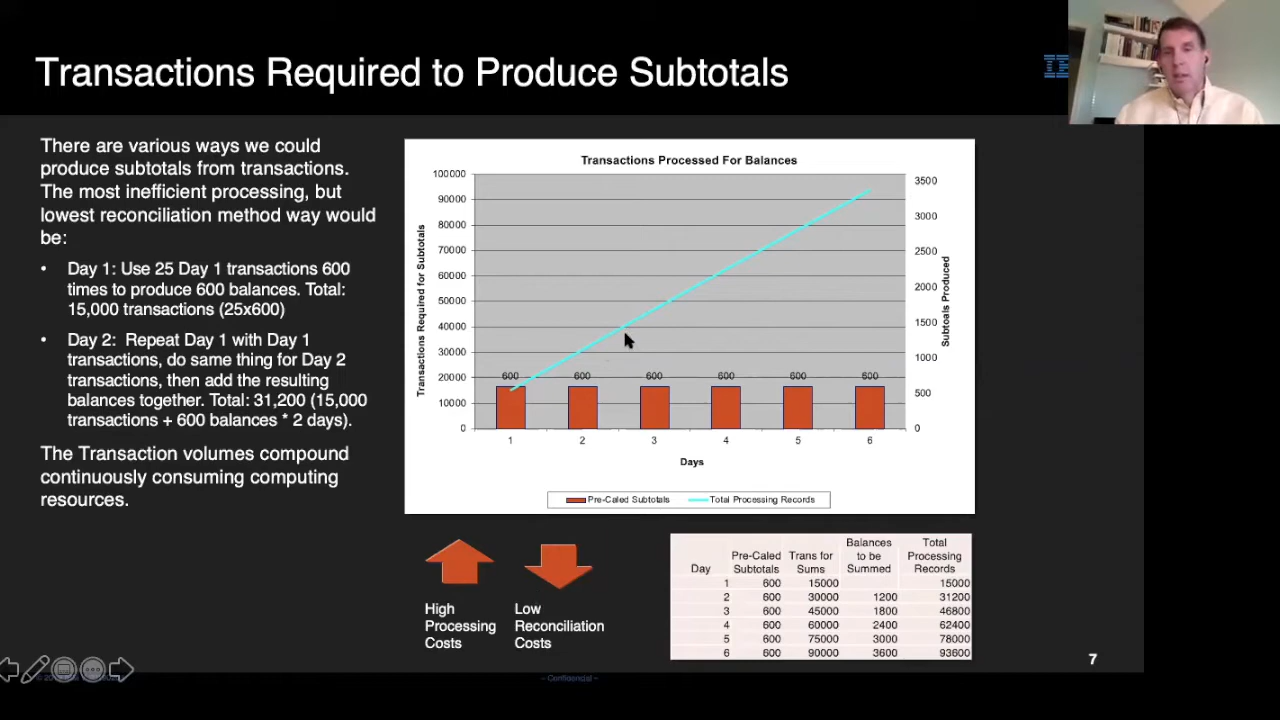 Transactions Required to Produce Subtotals
There are various ways we could
produce subtotals from transactions.
The most inefficient processing, but
lowest reconciliation method way would
be:
• Day 1: Use 25 Day 1 transactions 600
times to produce 600 balances. Total:
15,000 transactions (25x600)
• Day 2:  Repeat Day 1 with Day 1
transactions, do same thing for Day 2
transactions, then add the resulting
balances together. Total: 31,200 (15,000
transactions + 600 balances * 2 days).
The Transaction volumes compound
continuously consuming computing
resources.
Transactions Processed For Balances
Transactions Required for Subtotals
100000
90000
80000
70000
60000
50000
40000
30000
20000
10000
0
600 600 600 600 600 600
1 2 3 4 5 6
Days
3500
3000
2500
2000
1500
1000
500
0
Subtoals Produced
Pre-Caled Subtotals Total Processing Records
High
Processing
Costs
Low
Reconciliation
Costs
Day Pre-Caled Subtotals Trans for Sums Balances to be Summed Total Processing Records
1 600 15000 15000
2 600 30000 1200 31200
3 600 45000 1800 46800
4 600 60000 2400 62400
5 600 75000 3000 78000
6 600 90000 3600 93600
7
– Confidencial –